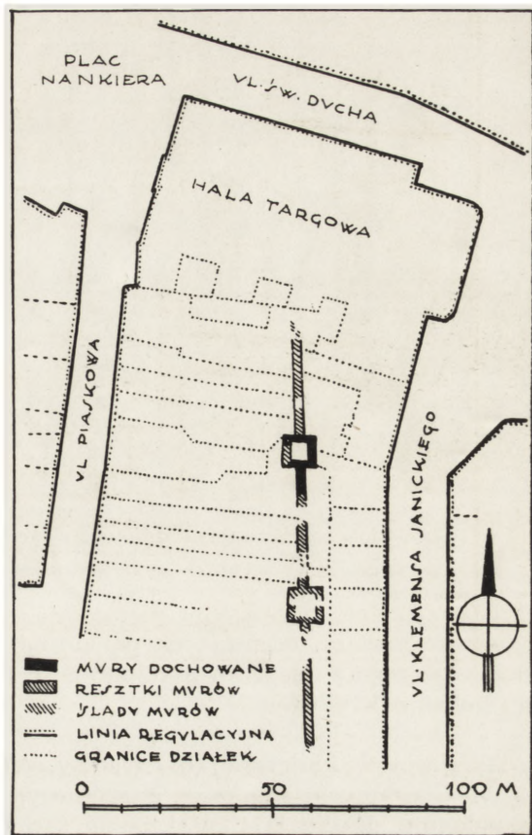 PLAC
NANKIERA
VL. ŚW. DVCHA
HALA TARGOWA
VL PIASKOWA
VL. KLEMENSA JANICKIEGO
MVRY DOCHOWANE
RESZTKI MVRÓW
ŚLADY MVRÓW
LINIA REGVLACYJNA
GRANICE DZIAŁEK
0 50 100 M